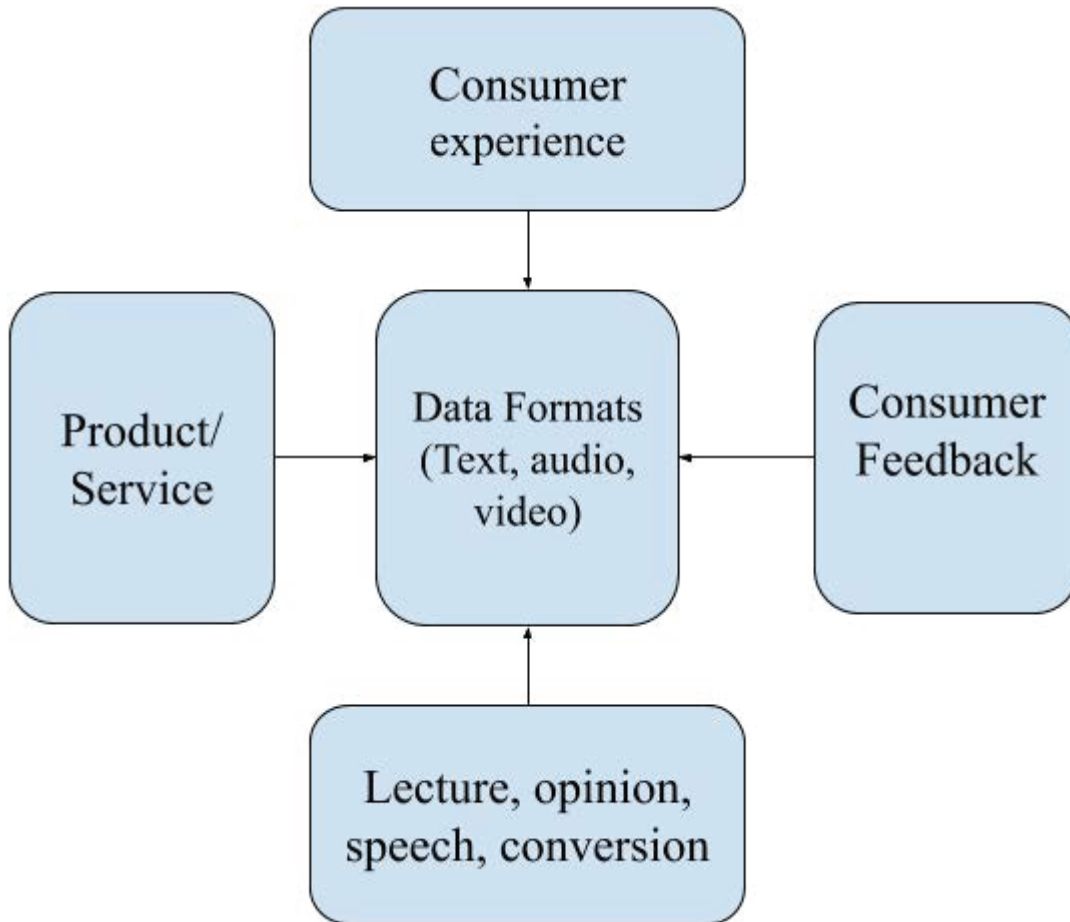 Consumer
experience
Product/
Service
Data Formats
(Text, audio,
video)
Consumer
Feedback
Lecture, opinion,
speech, conversion